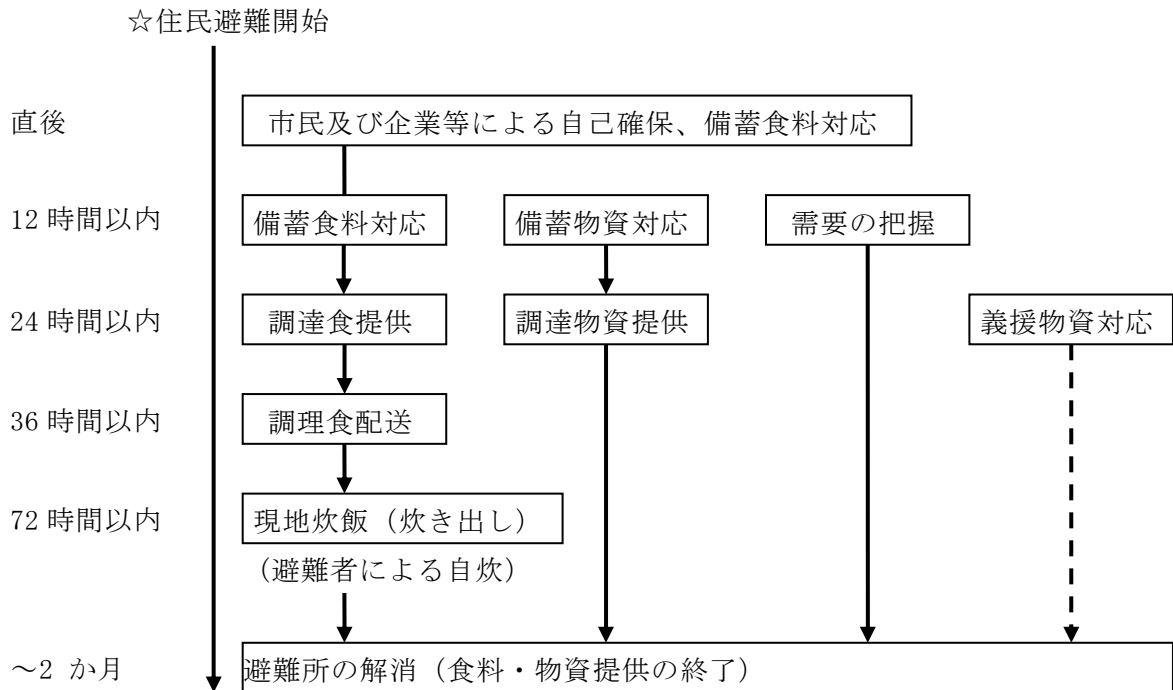 ☆住民避難開始
直後
市民及び企業等による自己確保、備蓄食料対応
12 時間以内
備蓄食料対応
備蓄物資対応
需要の把握
24 時間以内
調達食提供
調達物資提供
義援物資対応
36 時間以内
調理食配送
72 時間以内
現地炊飯（炊き出し）
（避難者による自炊）
～2 か月
避難所の解消（食料・物資提供の終了）